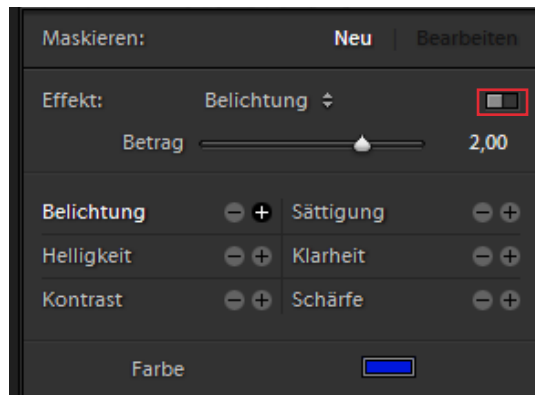 Maskieren: Neu | Bearbeiten
Effekt: Belichtung
Betrag 2,00
Belichtung Sättigung
Helligkeit Klarheit
Kontrast Schärfe
Farbe